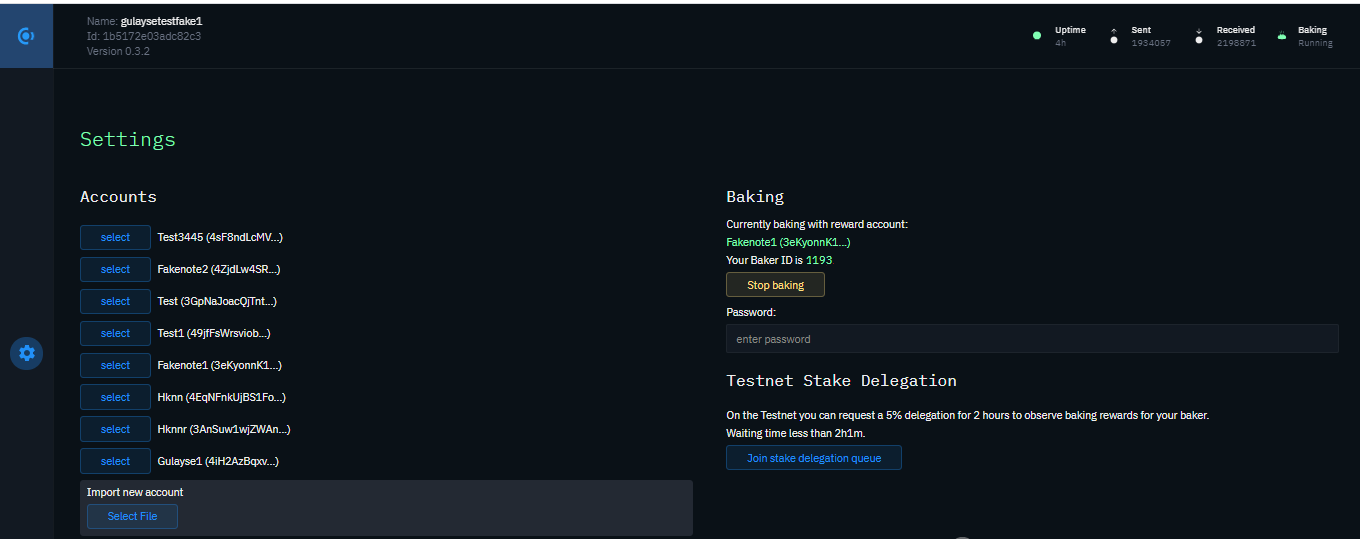 Name: gulaysetestfake1
Id: 1b5172e03adc82c3
Version 0.3.2
Uptime
4h
Sent
1934057
Received
2198871
Baking
Running
Settings
Accounts
select Test3445 (4sF8ndLcMV...)
select Fakenote2 (4ZjdLw4SR...)
select Test (3GpNaJoacQjTnt...)
select Test1 (49jfFsWrsviob...)
select Fakenote1 (3eKyonnK1...)
select Hknn (4EqNFnkUjBS1Fo...)
select Hknnr (3AnSuw1wjZWAn...)
select Gulayse1 (4iH2AzBqxv...)
Import new account
Select File
Baking
Currently baking with reward account:
Fakenote1 (3eKyonnK1...)
Your Baker ID is 1193
Stop baking
Password:
enter password
Testnet Stake Delegation
On the Testnet you can request a 5% delegation for 2 hours to observe baking rewards for your baker.
Waiting time less than 2h1m.
Join stake delegation queue